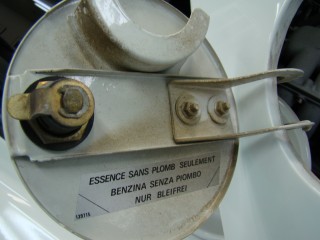 ESSENCE SANS PLOMB SEULEMENT
BENZINA SENZA PIOMBO
NUR BLEIFREI